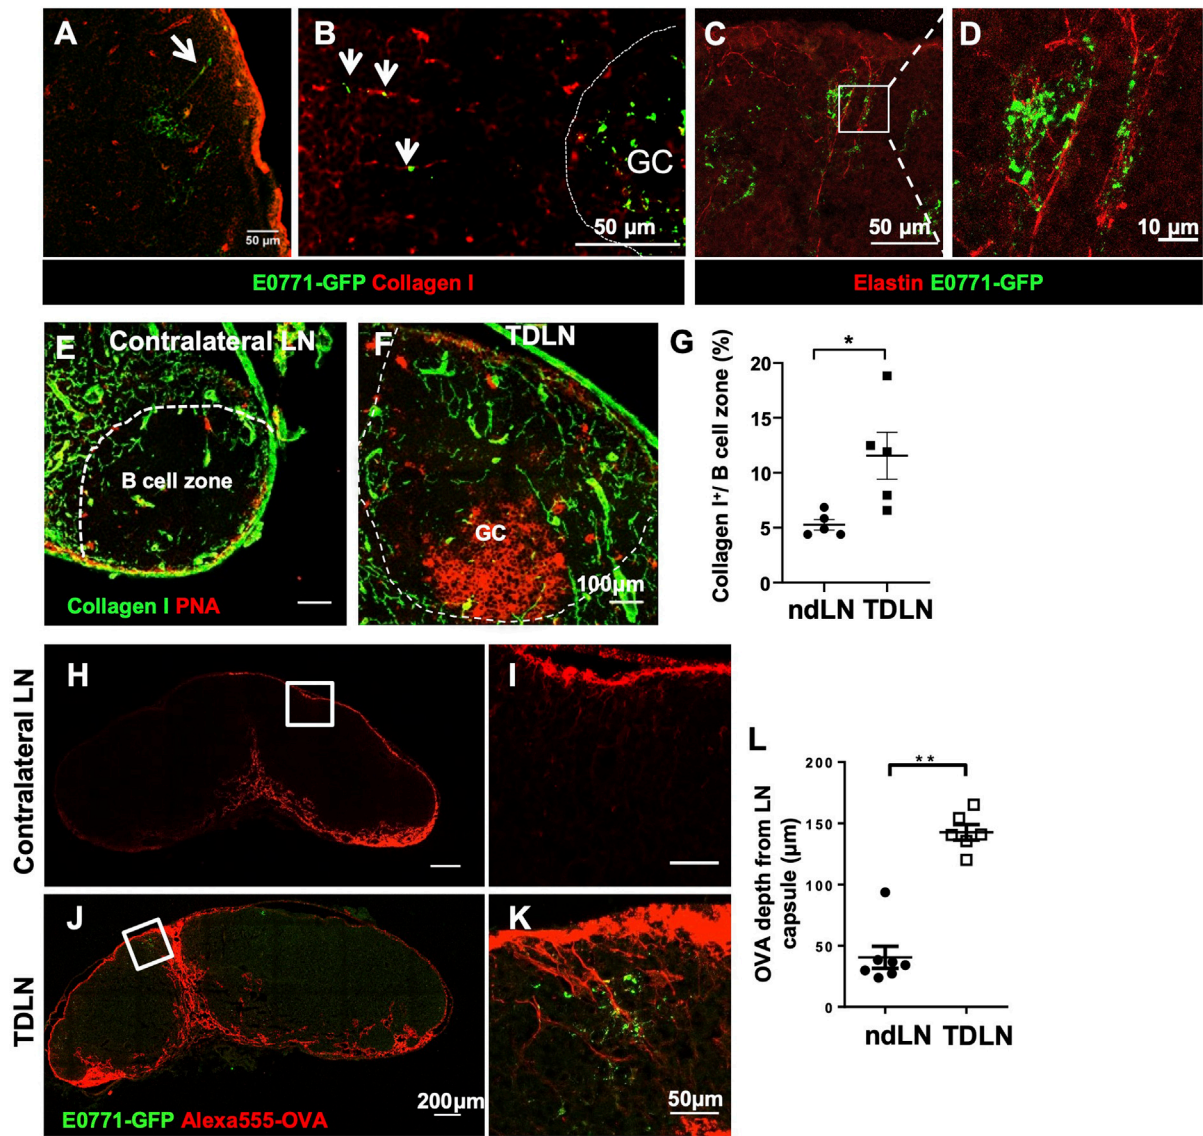 A
50 µm
B
GC
50 µm
E0771-GFP Collagen I
C
50 µm
D
10 µm
Elastin E0771-GFP
E
Contralateral LN
B cell zone
Collagen I PNA
F
TDLN
GC
100µm
G
Collagen I⁺/ B cell zone (%)
*
20
15
10
5
0
ndLN TDLN
Contralateral LN
H
I
TDLN
J
200µm
E0771-GFP Alexa555-OVA
K
50µm
L
OVA depth from LN
capsule (µm)
**
200
150
100
50
0
ndLN TDLN